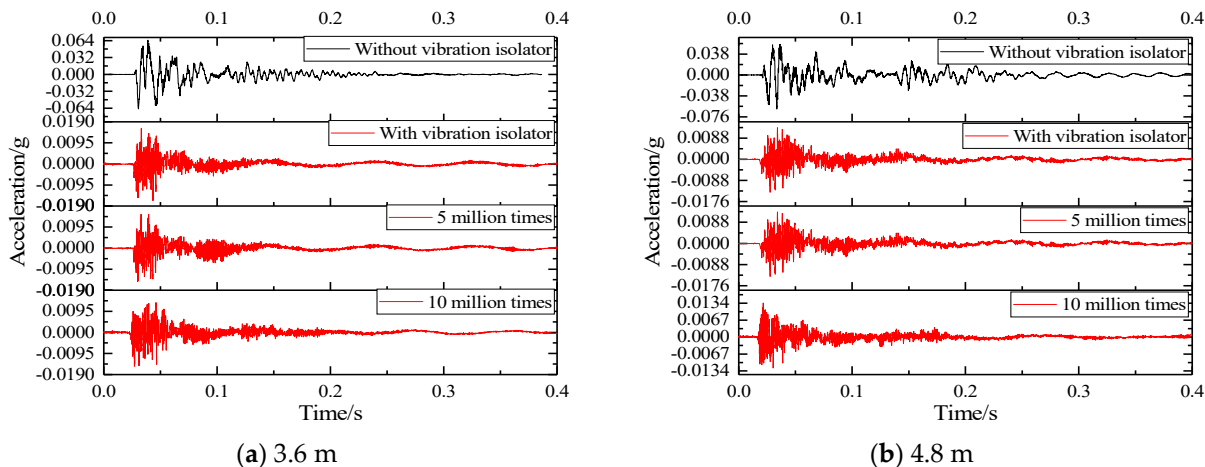 0.0 0.1 0.2 0.3 0.4
0.064
0.032
0.000
-0.032
-0.064
Without vibration isolator
0.0190
0.0095
0.0000
-0.0095
-0.0190
With vibration isolator
0.0095
0.0000
-0.0095
-0.0190
5 million times
0.0095
0.0000
-0.0095
-0.0190
10 million times
Acceleration/g
0.0 0.1 0.2 0.3 0.4
Time/s
(a) 3.6 m
0.0 0.1 0.2 0.3 0.4
0.038
0.000
-0.038
-0.076
Without vibration isolator
0.0088
0.0000
-0.0088
-0.0176
With vibration isolator
0.0088
0.0000
-0.0088
-0.0176
5 million times
0.0134
0.0067
0.0000
-0.0067
-0.0134
10 million times
Acceleration/g
0.0 0.1 0.2 0.3 0.4
Time/s
(b) 4.8 m